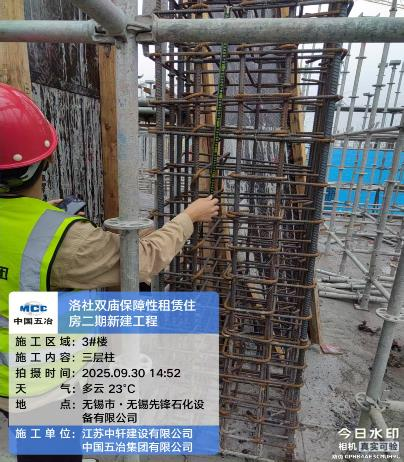 MCC
中国五冶
洛社双庙保障性租赁住
房二期新建工程
施工区域：3#楼
施工内容：三层柱
拍摄时间：2025.09.30 14:52
天气：多云 23°C
地点：无锡市·无锡先锋石化设
备有限公司
施工单位：江苏中轩建设有限公司
中国五冶集团有限公司
今日水印
相机 真实可验